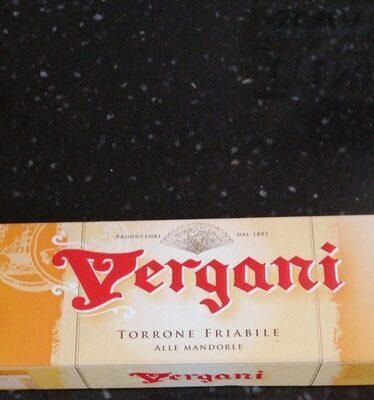 PRODUTTORI DAL 1881
Vergani
TORRONE FRIABILE
ALLE MANDORLE
Vergani